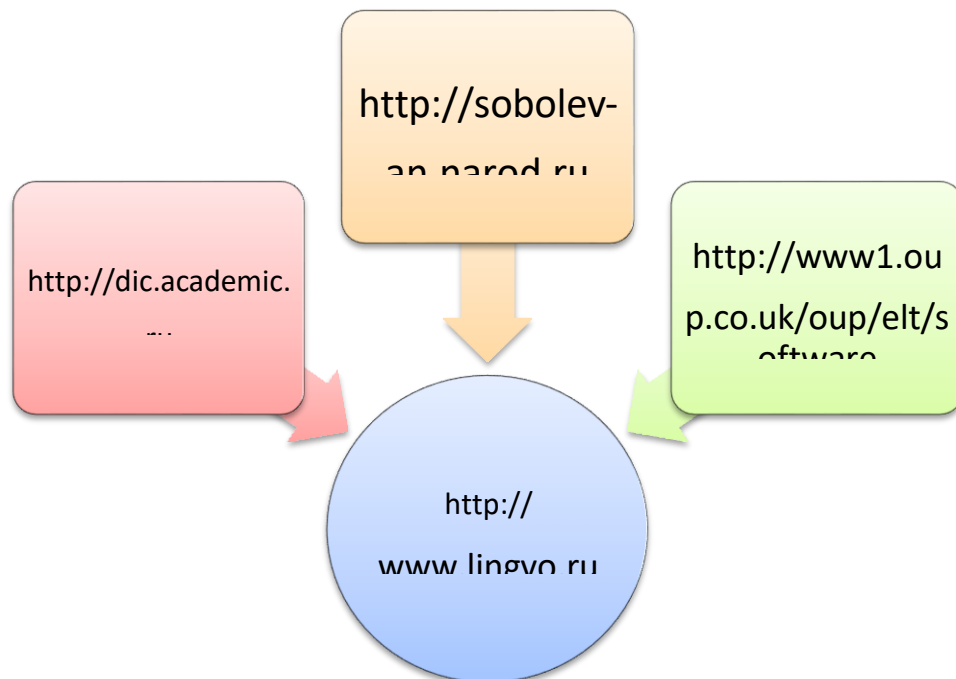 http://sobolev-
an.narod.ru
http://dic.academic.
ru
http://www1.ou
p.co.uk/oup/elt/s
oftware
http://
www.lingvo.ru